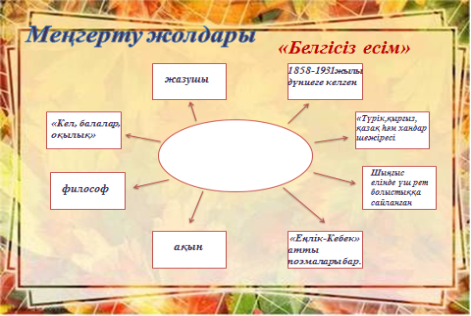 Меңгерту жолдары
«Белгісіз есім»
жазушы
1858-1931жылы
дүниеге келген
«Кел, балалар,
оқылық»
«Түрік,қырғыз,
қазақ һәм хандар
шежіресі
философ
Шыңғыс
елінде үш рет
болыстыққа
сайланған
ақын
«Еңлік-Кебек»
атты
поэмалары бар.